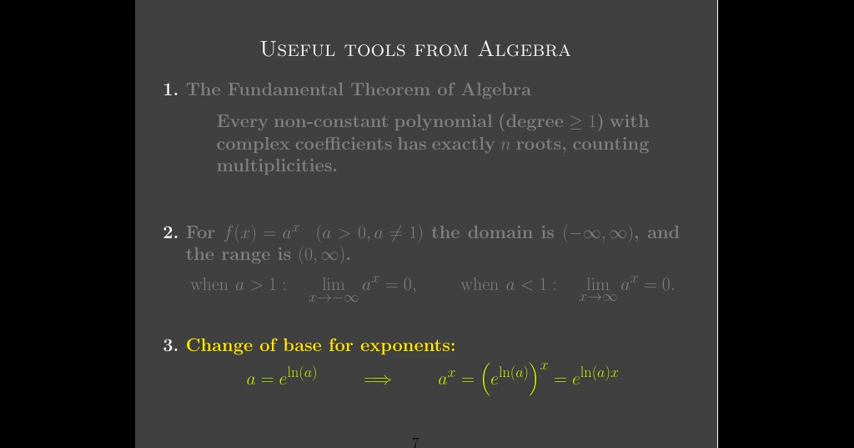 Useful tools from Algebra
1. The Fundamental Theorem of Algebra
Every non-constant polynomial (degree ≥ 1) with
complex coefficients has exactly n roots, counting
multiplicities.
2. For f(x) = a^x (a > 0, a ≠ 1) the domain is (−∞, ∞), and
the range is (0, ∞).
when a > 1 : lim_{x→−∞} a^x = 0, when a < 1 : lim_{x→∞} a^x = 0.
3. Change of base for exponents:
a = e^{ln(a)} ⟹ a^x = (e^{ln(a)})^x = e^{ln(a)x}
7